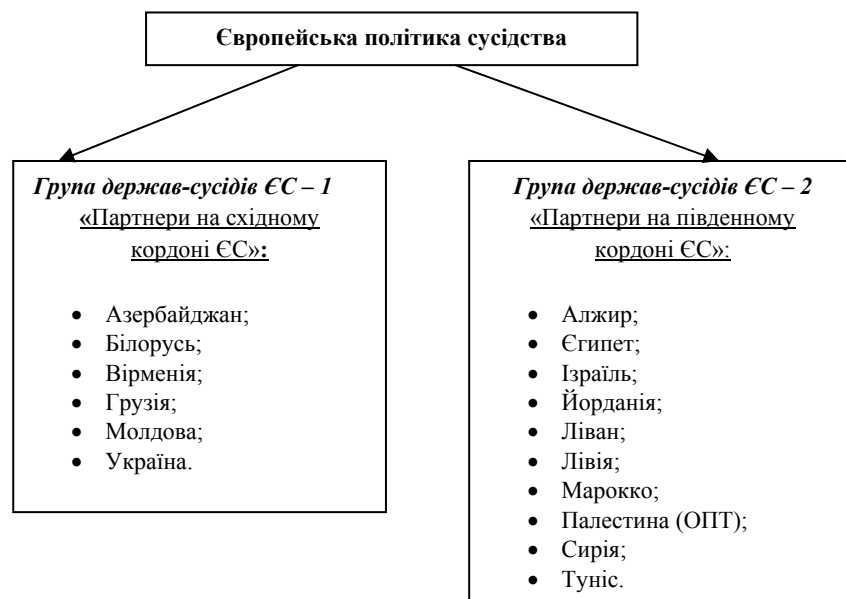 Європейська політика сусідства
Група держав-сусідів ЄС – 1
«Партнери на східному
кордоні ЄС»:
• Азербайджан;
• Білорусь;
• Вірменія;
• Грузія;
• Молдова;
• Україна.
Група держав-сусідів ЄС – 2
«Партнери на південному
кордоні ЄС»:
• Алжир;
• Єгипет;
• Ізраїль;
• Йорданія;
• Ліван;
• Лівія;
• Марокко;
• Палестина (ОПТ);
• Сирія;
• Туніс.